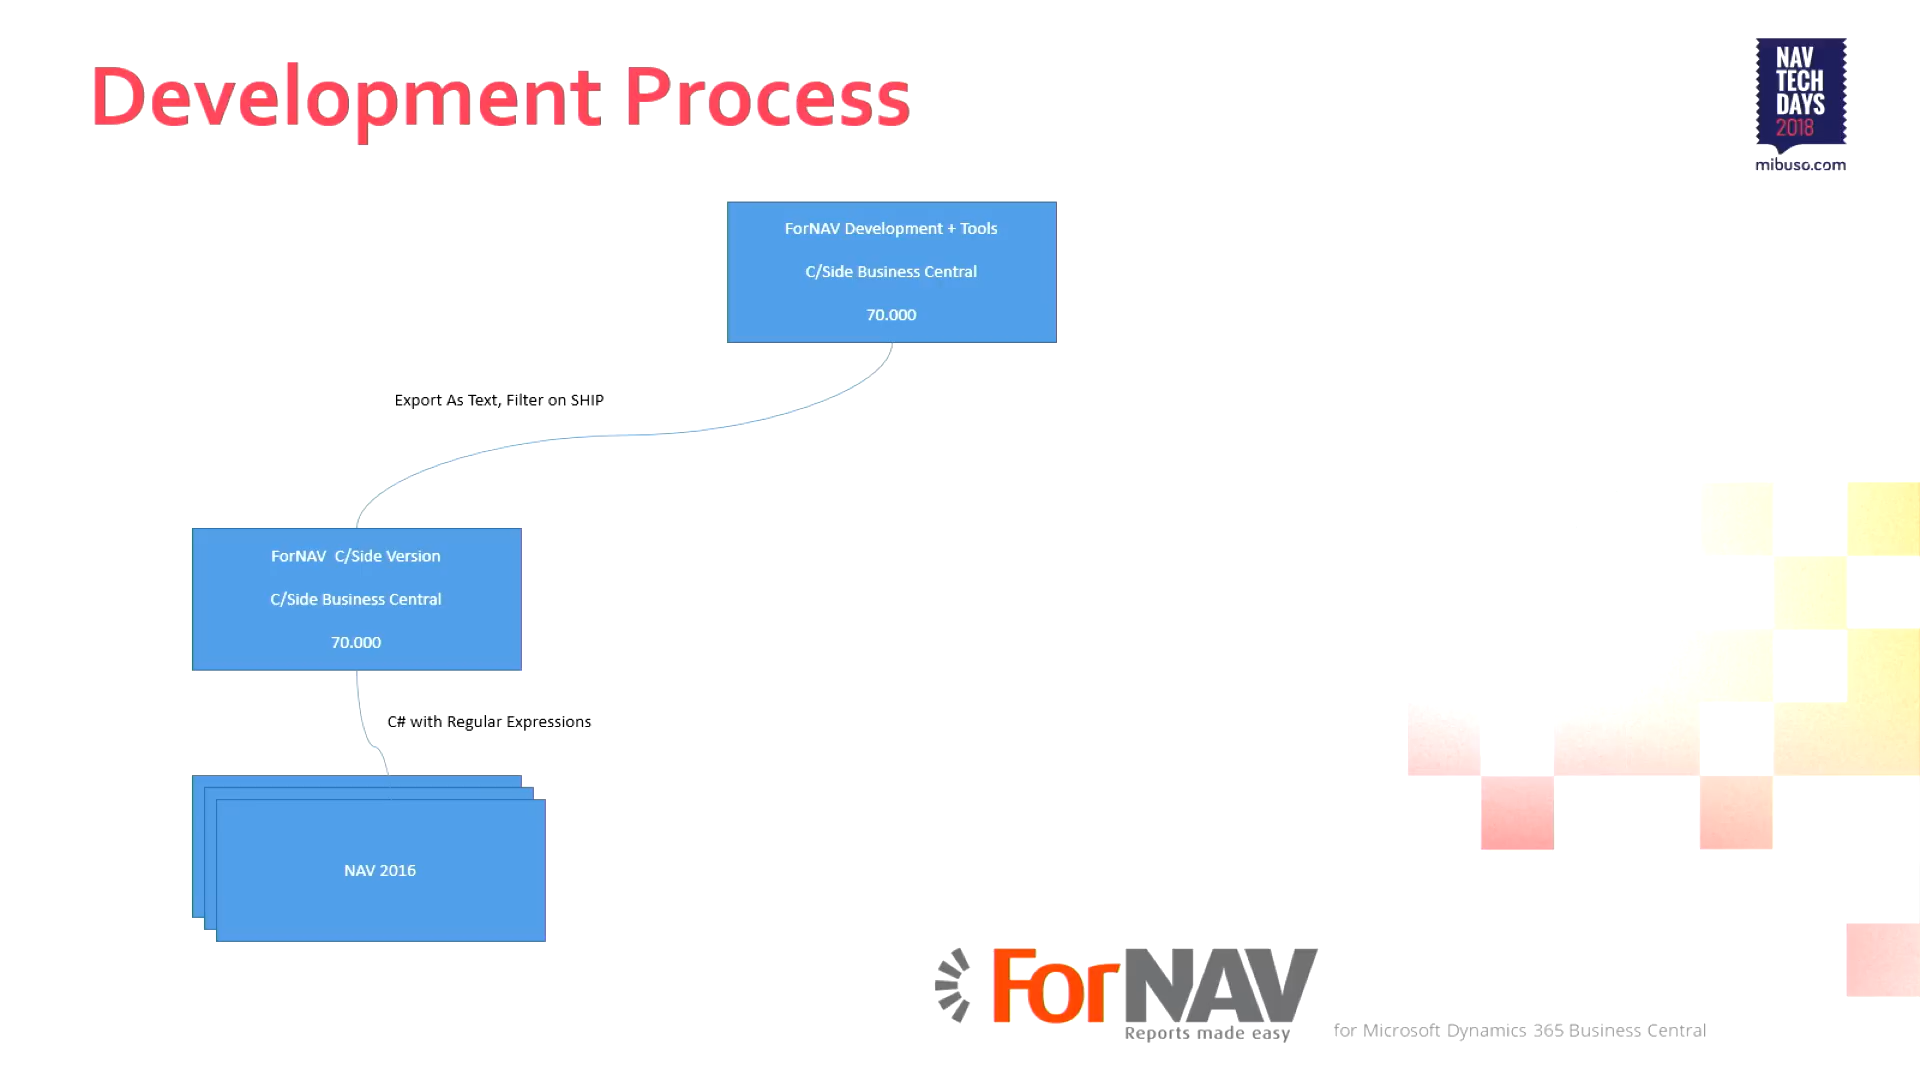 Development Process
NAV
TECH
DAYS
2018
mibuso.com
ForNAV Development + Tools
C/Side Business Central
70.000
Export As Text, Filter on SHIP
ForNAV  C/Side Version
C/Side Business Central
70.000
C# with Regular Expressions
NAV 2016
ForNAV
Reports made easy
for Microsoft Dynamics 365 Business Central